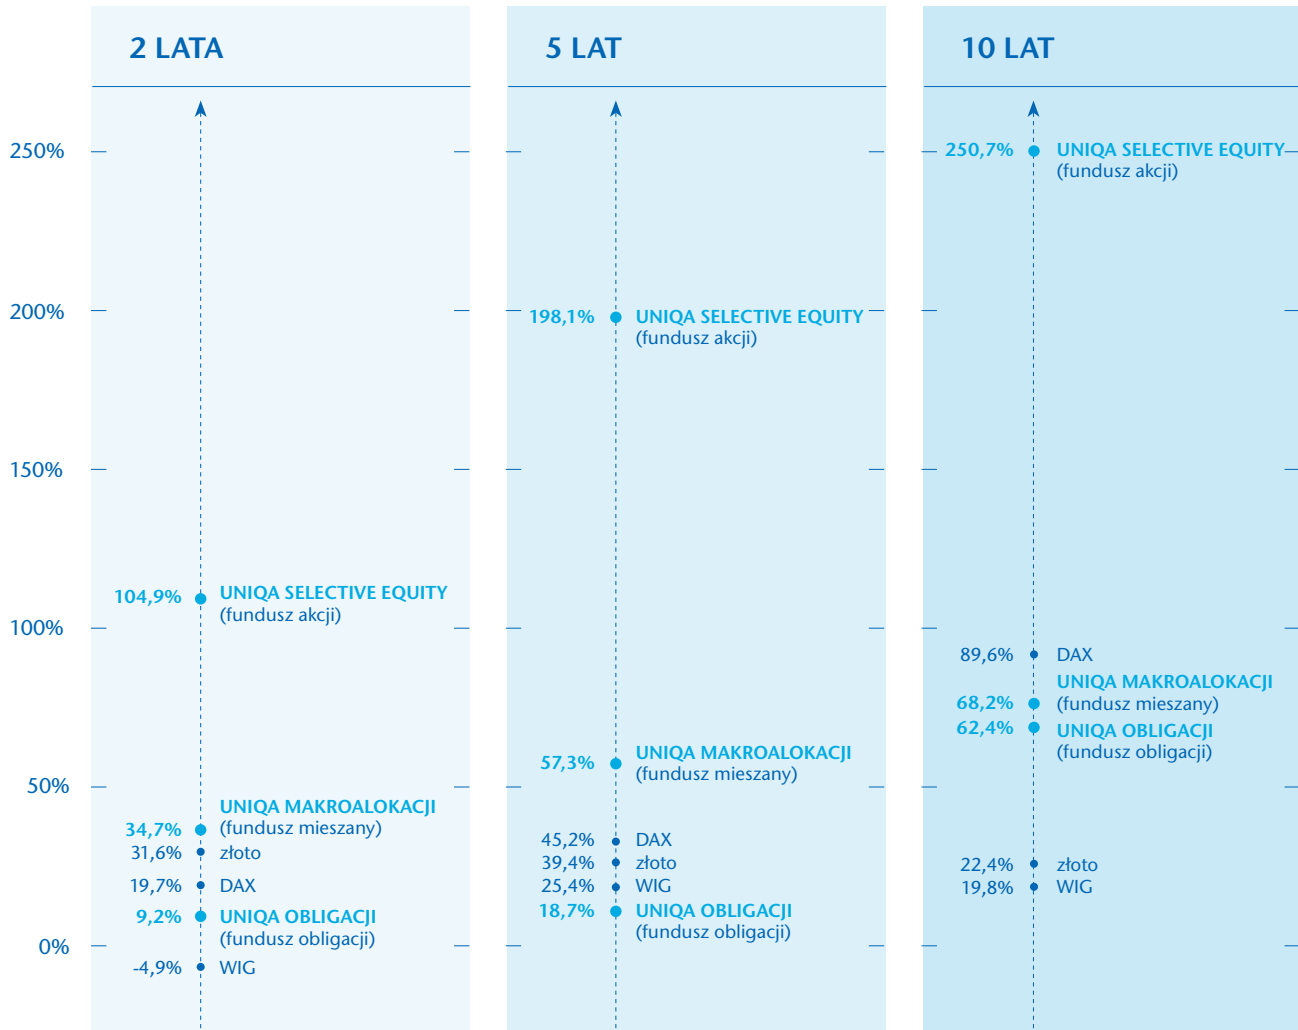 2 LATA
5 LAT
10 LAT
250%
200%
150%
100%
50%
0%
104,9% UNIQA SELECTIVE EQUITY
(fundusz akcji)
UNIQA MAKROALOKACJI
34,7% (fundusz mieszany)
31,6% złoto
19,7% DAX
9,2% UNIQA OBLIGACJI
(fundusz obligacji)
-4,9% WIG
198,1% UNIQA SELECTIVE EQUITY
(fundusz akcji)
57,3% UNIQA MAKROALOKACJI
(fundusz mieszany)
45,2% DAX
39,4% złoto
25,4% WIG
18,7% UNIQA OBLIGACJI
(fundusz obligacji)
250,7% UNIQA SELECTIVE EQUITY
(fundusz akcji)
89,6% DAX
UNIQA MAKROALOKACJI
68,2% (fundusz mieszany)
62,4% UNIQA OBLIGACJI
(fundusz obligacji)
22,4% złoto
19,8% WIG